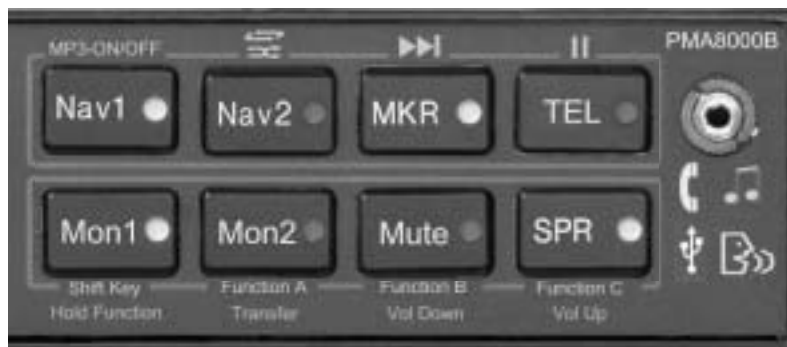 MP3-ON/OFF PMA8000B
Nav1 Nav2 MKR TEL
Mon1 Mon2 Mute SPR
Shift Key Function A Function B Function C
Hold Function Transfer Vol Down Vol Up